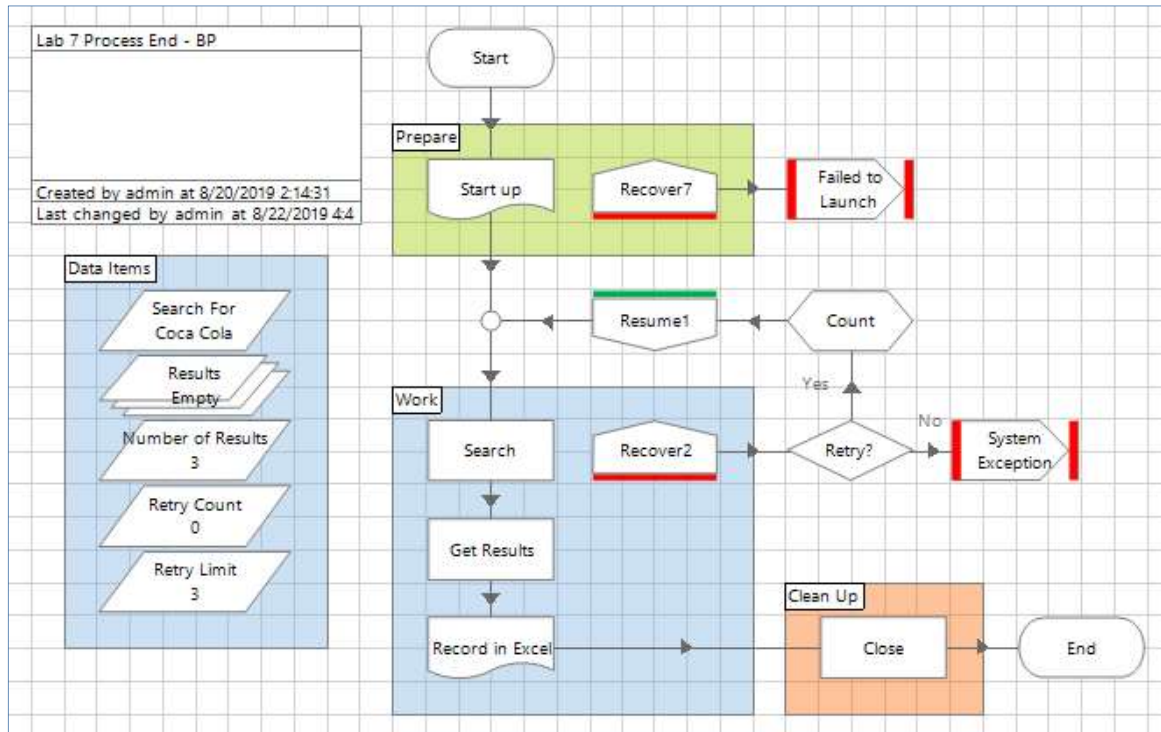 Lab 7 Process End - BP
Created by admin at 8/20/2019 2:14:31
Last changed by admin at 8/22/2019 4:4
Start
Prepare
Start up
Recover7
Failed to
Launch
Data Items
Search For
Coca Cola
Results
Empty
Number of Results
3
Retry Count
0
Retry Limit
3
Resume1
Count
Yes
Work
Search
Recover2
Retry?
No
System
Exception
Get Results
Record in Excel
Clean Up
Close
End